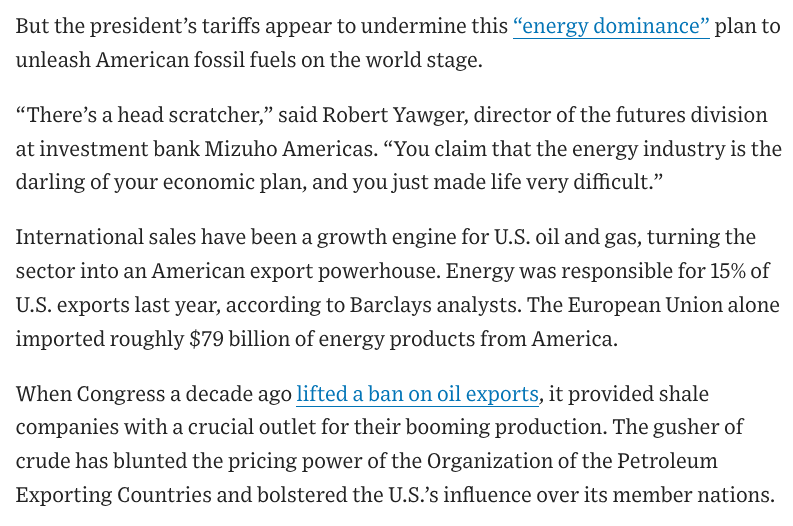 But the president’s tariffs appear to undermine this “energy dominance” plan to
unleash American fossil fuels on the world stage.
“There’s a head scratcher,” said Robert Yawger, director of the futures division
at investment bank Mizuho Americas. “You claim that the energy industry is the
darling of your economic plan, and you just made life very difficult.”
International sales have been a growth engine for U.S. oil and gas, turning the
sector into an American export powerhouse. Energy was responsible for 15% of
U.S. exports last year, according to Barclays analysts. The European Union alone
imported roughly $79 billion of energy products from America.
When Congress a decade ago lifted a ban on oil exports, it provided shale
companies with a crucial outlet for their booming production. The gusher of
crude has blunted the pricing power of the Organization of the Petroleum
Exporting Countries and bolstered the U.S.’s influence over its member nations.